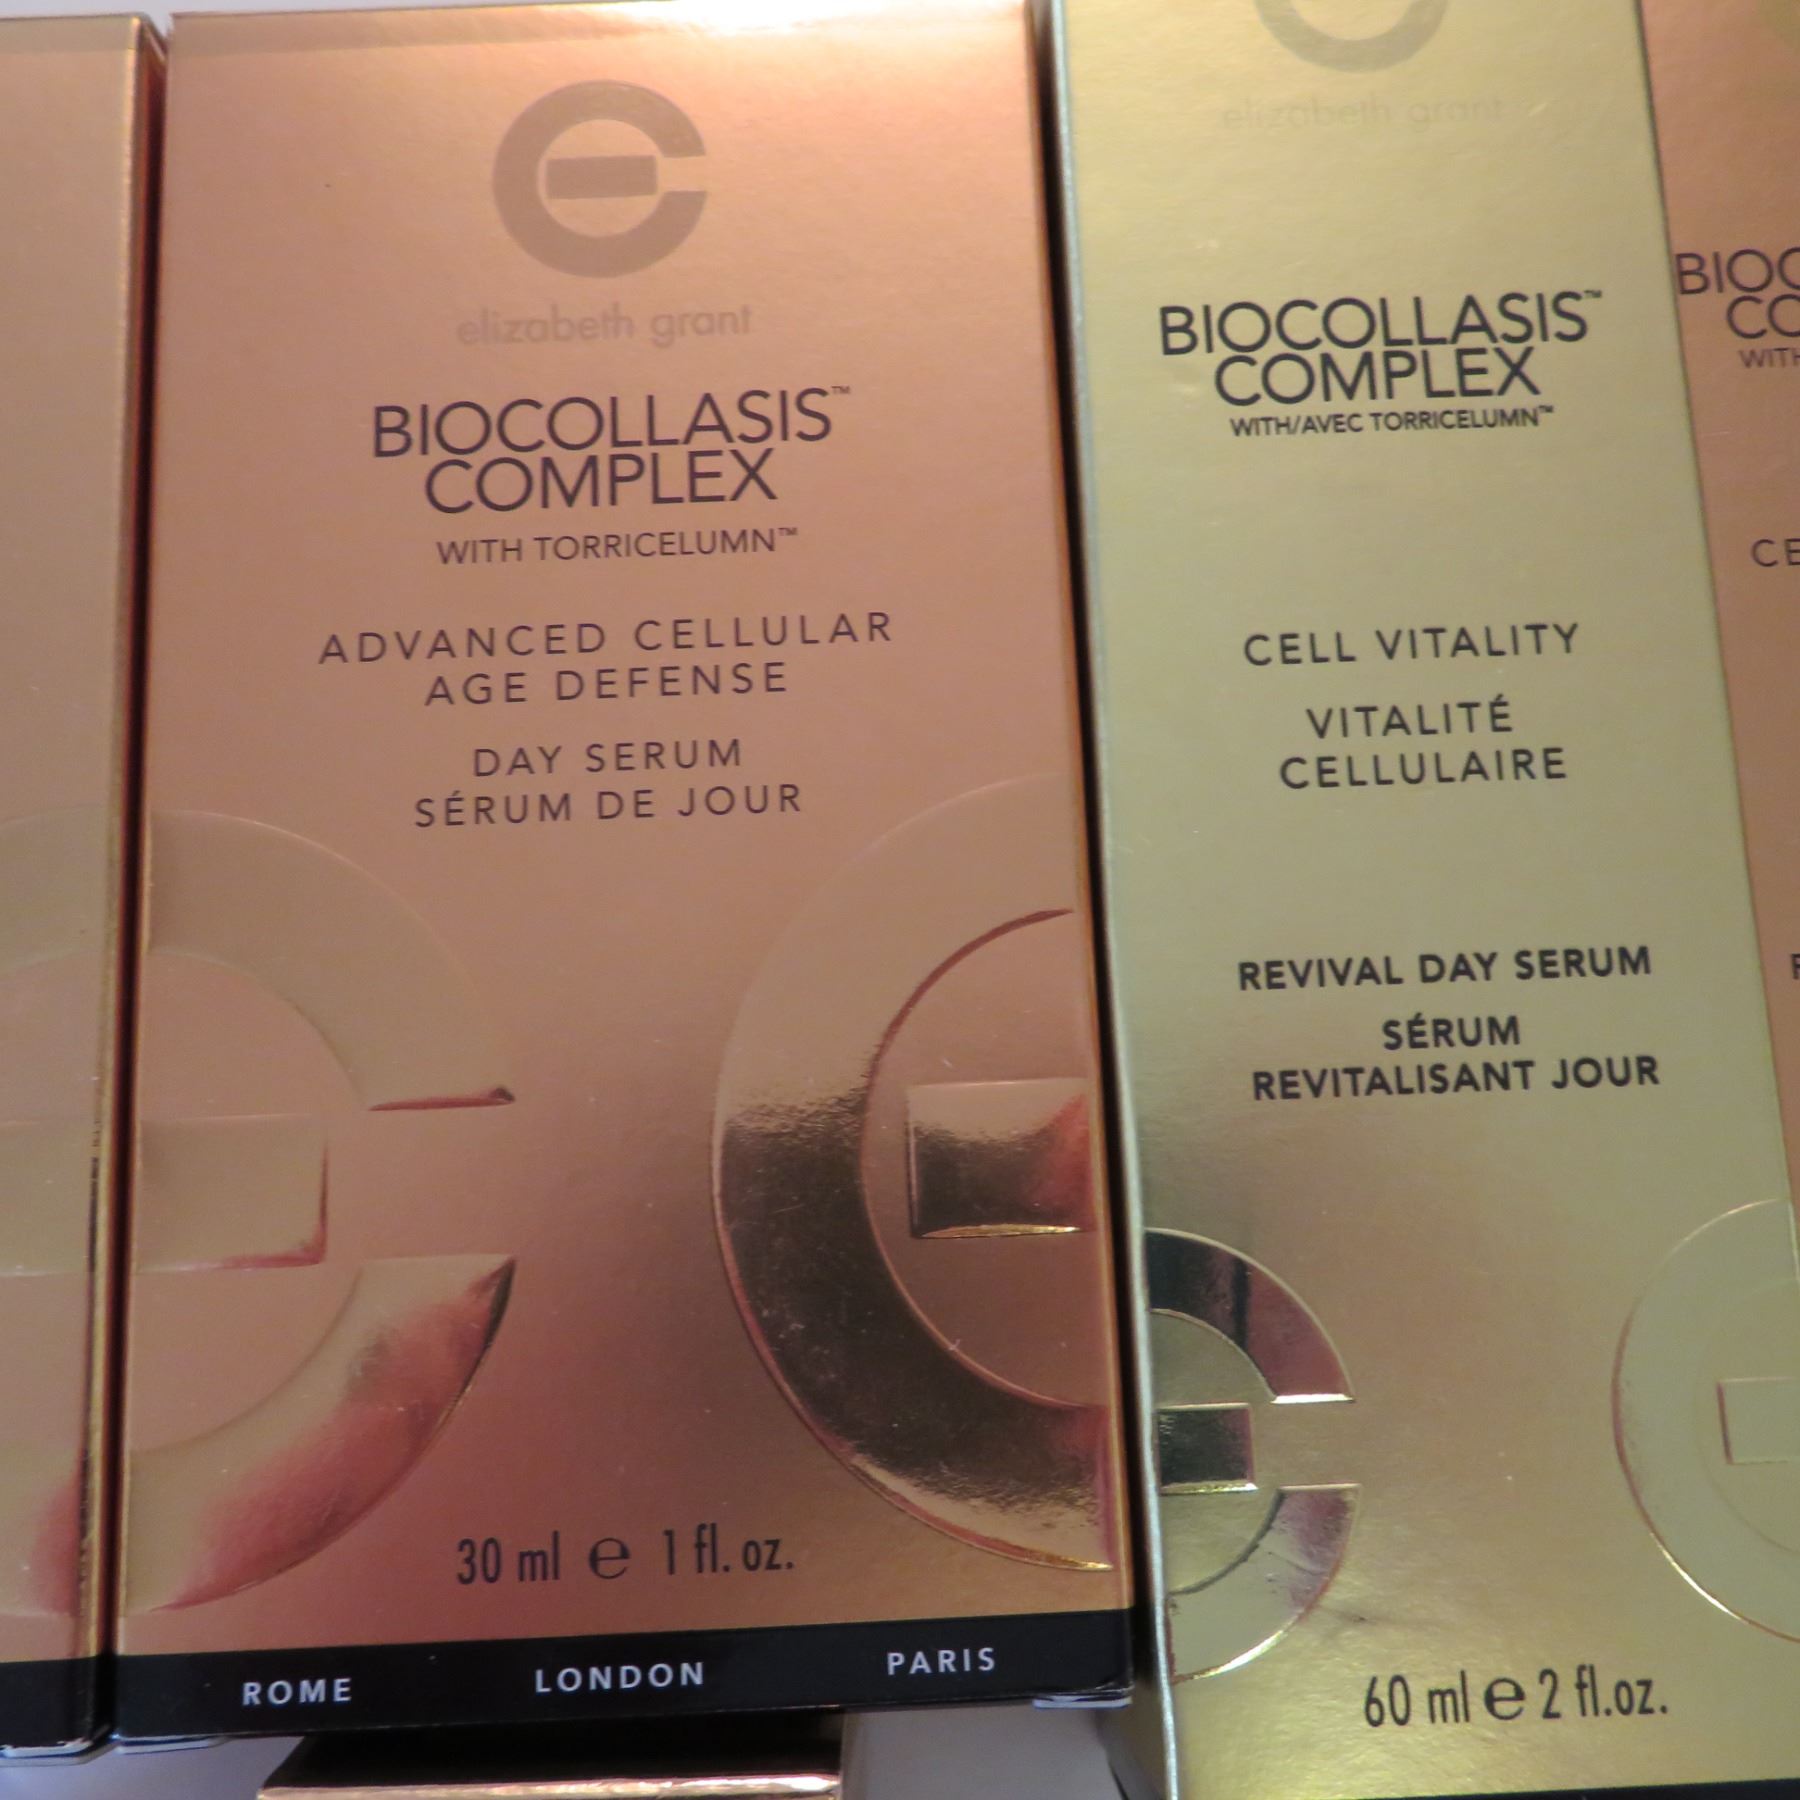 elizabeth grant
BIOCOLLASIS™
COMPLEX
WITH TORRICELUMN™
ADVANCED CELLULAR
AGE DEFENSE
DAY SERUM
SÉRUM DE JOUR
30 ml e 1 fl. oz.
ROME LONDON PARIS
elizabeth grant
BIOCOLLASIS™
COMPLEX
WITH/AVEC TORRICELUMN™
CELL VITALITY
VITALITÉ
CELLULAIRE
REVIVAL DAY SERUM
SÉRUM
REVITALISANT JOUR
60 ml e 2 fl.oz.